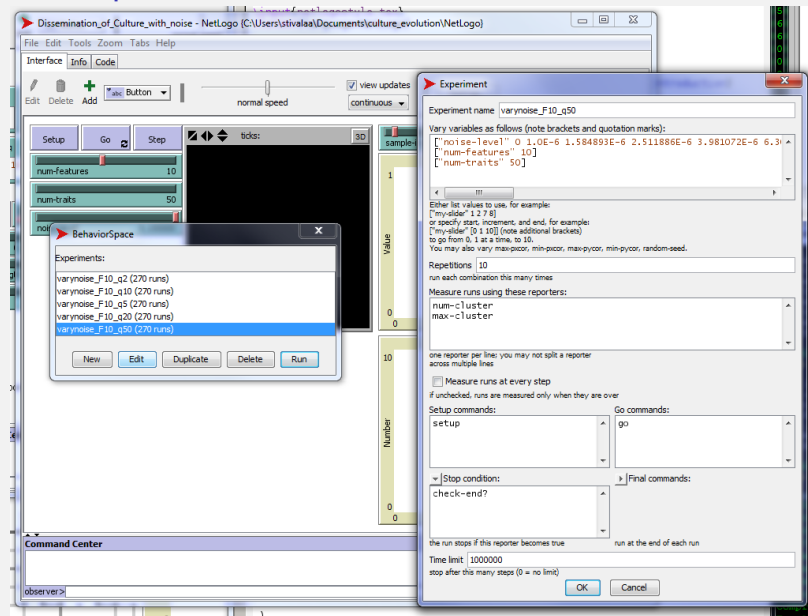 Dissemination_of_Culture_with_noise - NetLogo {C:\Users\stivalaa\Documents\culture_evolution\NetLogo}
File Edit Tools Zoom Tabs Help
Interface Info Code
Edit Delete Add
abc Button
normal speed
view updates
continuous
Setup Go Step
ticks:
3D
num-features 10
num-traits 50
1
Value
0
0
10
Number
0
0
BehaviorSpace
Experiments:
varynoise_F10_q2 (270 runs)
varynoise_F10_q10 (270 runs)
varynoise_F10_q5 (270 runs)
varynoise_F10_q20 (270 runs)
varynoise_F10_q50 (270 runs)
New Edit Duplicate Delete Run
Command Center
observer>
Experiment
Experiment name varynoise_F10_q50
Vary variables as follows (note brackets and quotation marks):
["noise-level" 0 1.0E-6 1.584893E-6 2.511886E-6 3.981072E-6
["num-features" 10]
["num-traits" 50]
Either list values to use, for example:
["my-slider" 1 2 7 8]
or specify start, increment, and end, for example:
["my-slider" [0 1 10]] (note additional brackets)
to go from 0, 1 at a time, to 10.
You may also vary max-pxcor, min-pxcor, max-pycor, min-pycor, random-seed.
Repetitions 10
run each combination this many times
Measure runs using these reporters:
num-cluster
max-cluster
one reporter per line; you may not split a reporter
across multiple lines
Measure runs at every step
if unchecked, runs are measured only when they are over
Setup commands: Go commands:
setup go
Stop condition: Final commands:
check-end?
the run stops if this reporter becomes true run at the end of each run
Time limit 1000000
stop after this many steps (0 = no limit)
OK Cancel